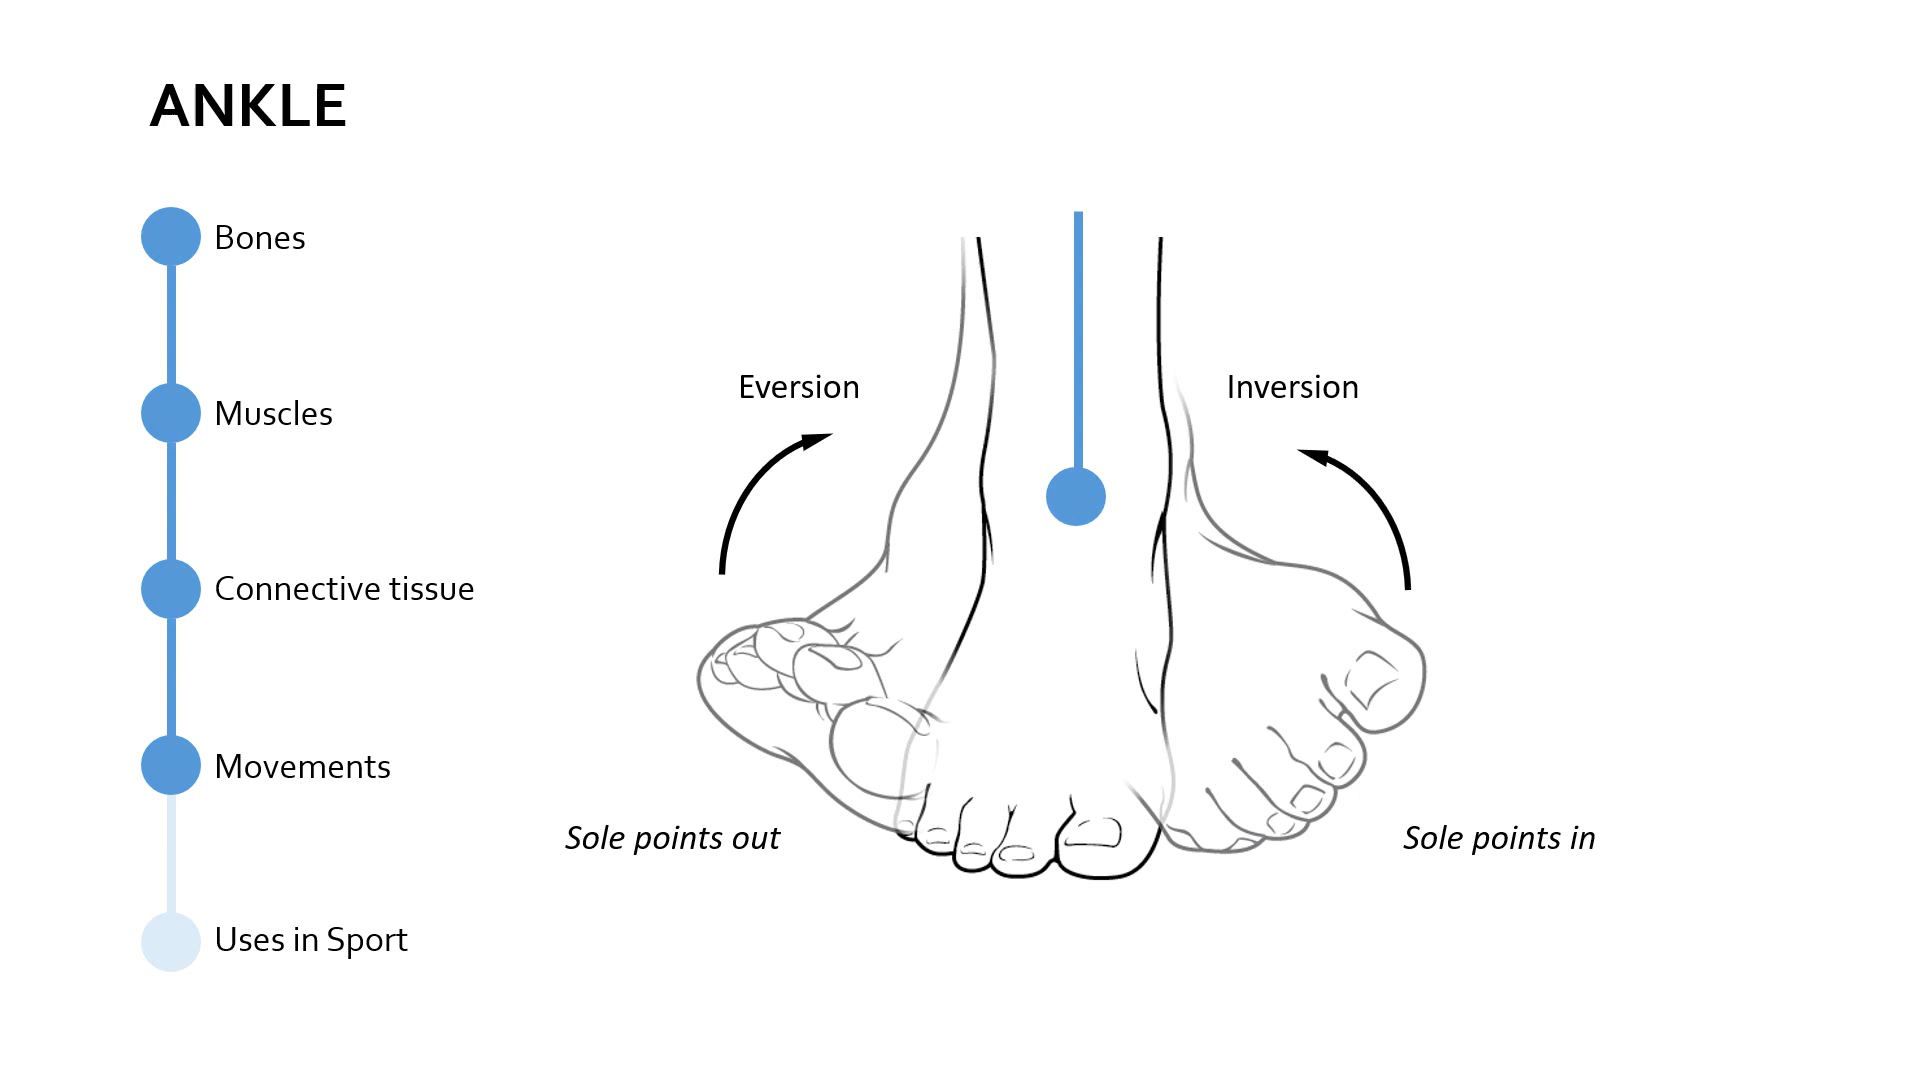 ANKLE
Bones
Muscles
Connective tissue
Movements
Uses in Sport
Eversion
Inversion
Sole points out
Sole points in